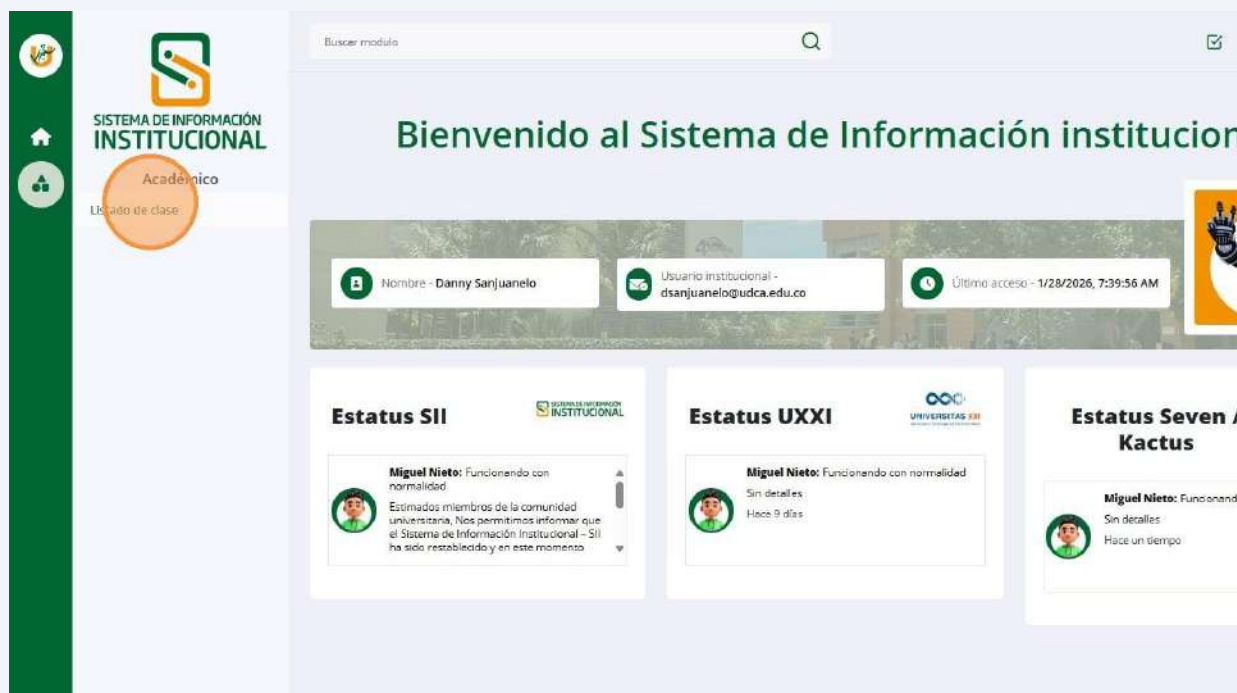 Buscar modulo
SISTEMA DE INFORMACIÓN
INSTITUCIONAL
Bienvenido al Sistema de Información institucion
Académico
Listado de clase
Nombre - Danny Sanjuanelo
Usuario institucional -
dsanjuanelo@udca.edu.co
Último acceso - 1/28/2026, 7:39:56 AM
Estatus SII
SISTEMA DE INFORMACIÓN
INSTITUCIONAL
Miguel Nieto: Funcionando con
normalidad
Estimados miembros de la comunidad
universitaria, Nos permitimos informar que
el Sistema de Información Institucional – SII
ha sido restablecido y en este momento
Estatus UXXI
UNIVERSITAS XXI
Miguel Nieto: Funcionando con normalidad
Sin detalles
Hace 9 días
Estatus Seven
Kactus
Miguel Nieto: Funcionand
Sin detalles
Hace un tiempo